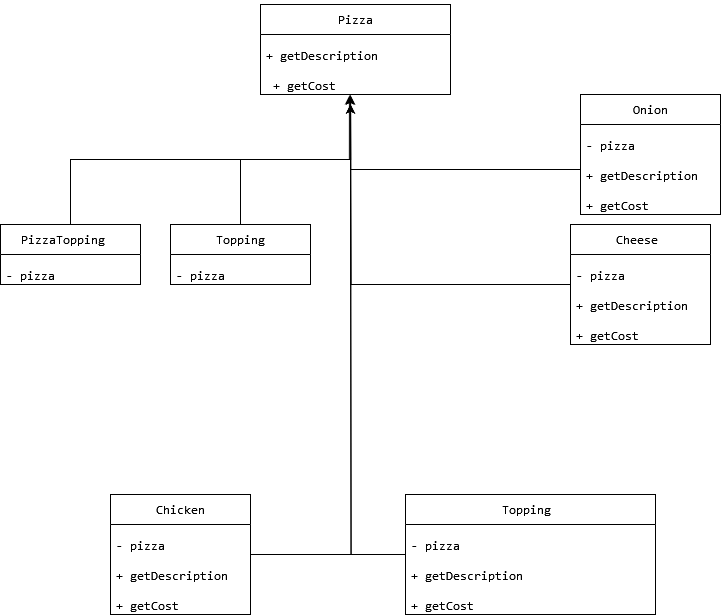 Pizza
+ getDescription
+ getCost
Onion
- pizza
+ getDescription
+ getCost
PizzaTopping
- pizza
Topping
- pizza
Cheese
- pizza
+ getDescription
+ getCost
Chicken
- pizza
+ getDescription
+ getCost
Topping
- pizza
+ getDescription
+ getCost